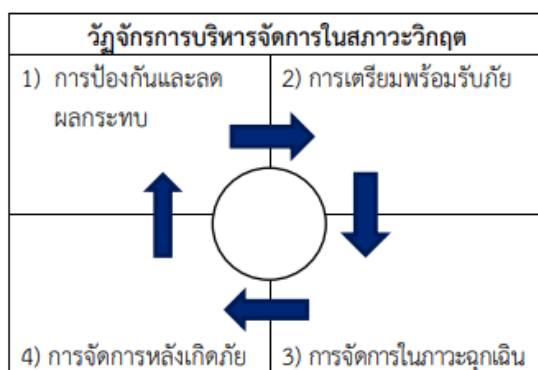 วัฏจักรการบริหารจัดการในสภาวะวิกฤต
1) การป้องกันและลด
ผลกระทบ
2) การเตรียมพร้อมรับภัย
4) การจัดการหลังเกิดภัย
3) การจัดการในภาวะฉุกเฉิน